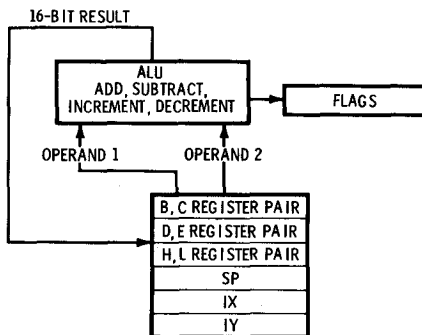 16-BIT RESULT
ALU
ADD, SUBTRACT,
INCREMENT, DECREMENT
FLAGS
OPERAND 1
OPERAND 2
B, C REGISTER PAIR
D, E REGISTER PAIR
H, L REGISTER PAIR
SP
IX
IY